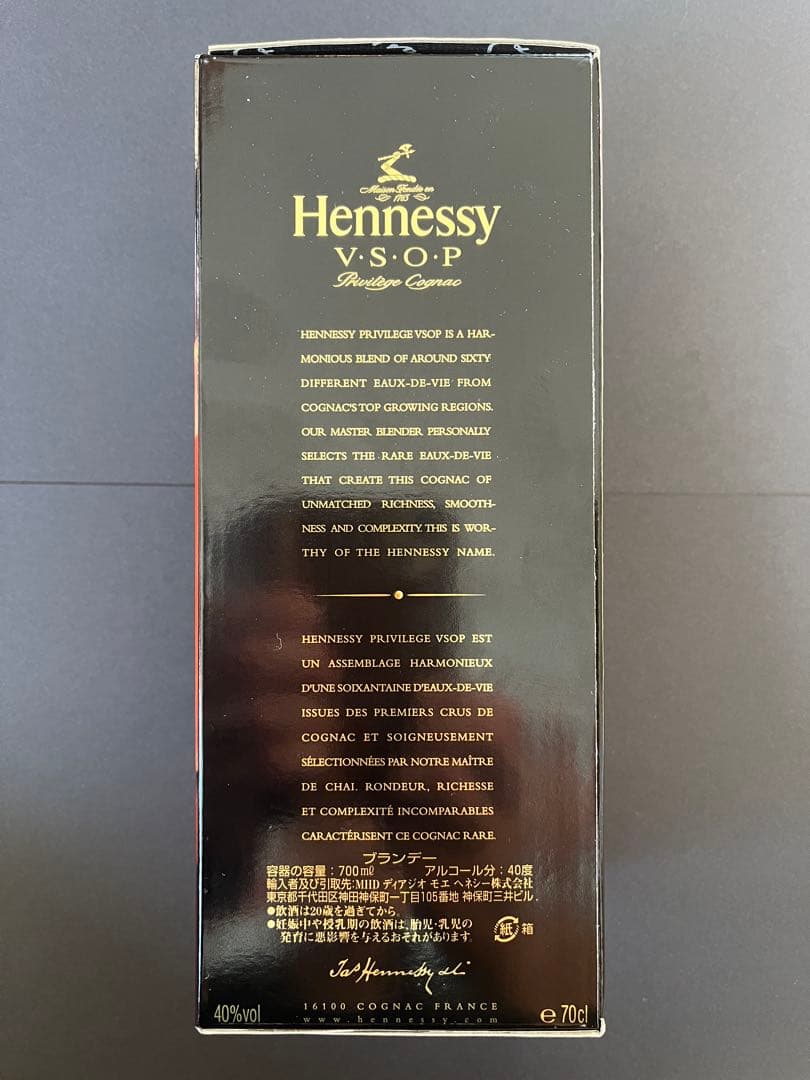 Maison Fondée en
1765
Hennessy
V·S·O·P
Privilège Cognac
HENNESSY PRIVILEGE VSOP IS A HAR-
MONIOUS BLEND OF AROUND SIXTY
DIFFERENT EAUX-DE-VIE FROM
COGNAC'S TOP GROWING REGIONS.
OUR MASTER BLENDER PERSONALLY
SELECTS THE RARE EAUX-DE-VIE
THAT CREATE THIS COGNAC OF
UNMATCHED RICHNESS, SMOOTH-
NESS AND COMPLEXITY. THIS IS WOR-
THY OF THE HENNESSY NAME.
HENNESSY PRIVILEGE VSOP EST
UN ASSEMBLAGE HARMONIEUX
D'UNE SOIXANTAINE D'EAUX-DE-VIE
ISSUES DES PREMIERS CRUS DE
COGNAC ET SOIGNEUSEMENT
SÉLECTIONNÉES PAR NOTRE MAÎTRE
DE CHAI. RONDEUR, RICHESSE
ET COMPLEXITÉ INCOMPARABLES
CARACTÉRISENT CE COGNAC RARE.
ブランデー
容器の容量：700mℓ アルコール分：40度
輸入者及び引取先:MHD ディアジオ モエ ヘネシー株式会社
東京都千代田区神田神保町一丁目105番地 神保町三井ビル.
●飲酒は20歳を過ぎてから。
●妊娠中や授乳期の飲酒は、胎児・乳児の
発育に悪影響を与えるおそれがあります。
紙 箱
Jas Hennessy & Co
16100 COGNAC FRANCE
40%vol www.hennessy.com e 70cl